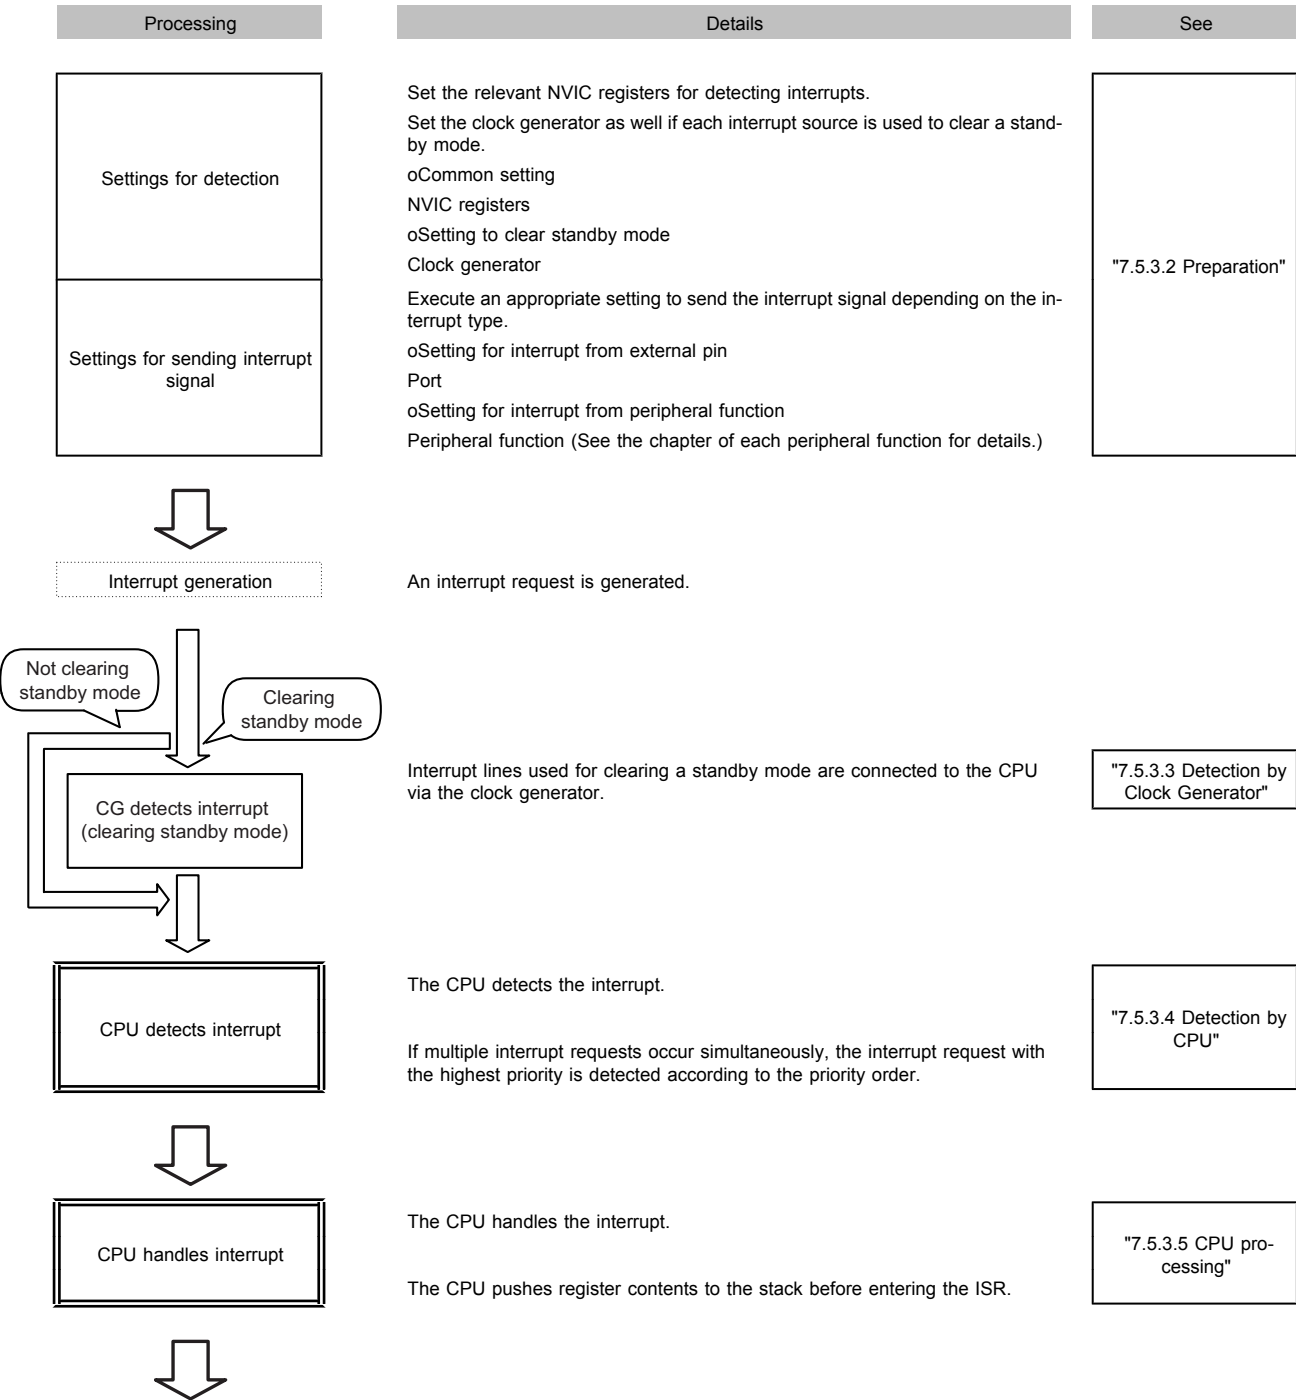 Processing
Details
See
Settings for detection
Set the relevant NVIC registers for detecting interrupts.
Set the clock generator as well if each interrupt source is used to clear a stand-
by mode.
oCommon setting
NVIC registers
oSetting to clear standby mode
Clock generator
"7.5.3.2 Preparation"
Settings for sending interrupt
signal
Execute an appropriate setting to send the interrupt signal depending on the in-
terrupt type.
oSetting for interrupt from external pin
Port
oSetting for interrupt from peripheral function
Peripheral function (See the chapter of each peripheral function for details.)
Interrupt generation
An interrupt request is generated.
Not clearing
standby mode
Clearing
standby mode
CG detects interrupt
(clearing standby mode)
Interrupt lines used for clearing a standby mode are connected to the CPU
via the clock generator.
"7.5.3.3 Detection by
Clock Generator"
CPU detects interrupt
The CPU detects the interrupt.
If multiple interrupt requests occur simultaneously, the interrupt request with
the highest priority is detected according to the priority order.
"7.5.3.4 Detection by
CPU"
CPU handles interrupt
The CPU handles the interrupt.
The CPU pushes register contents to the stack before entering the ISR.
"7.5.3.5 CPU pro-
cessing"